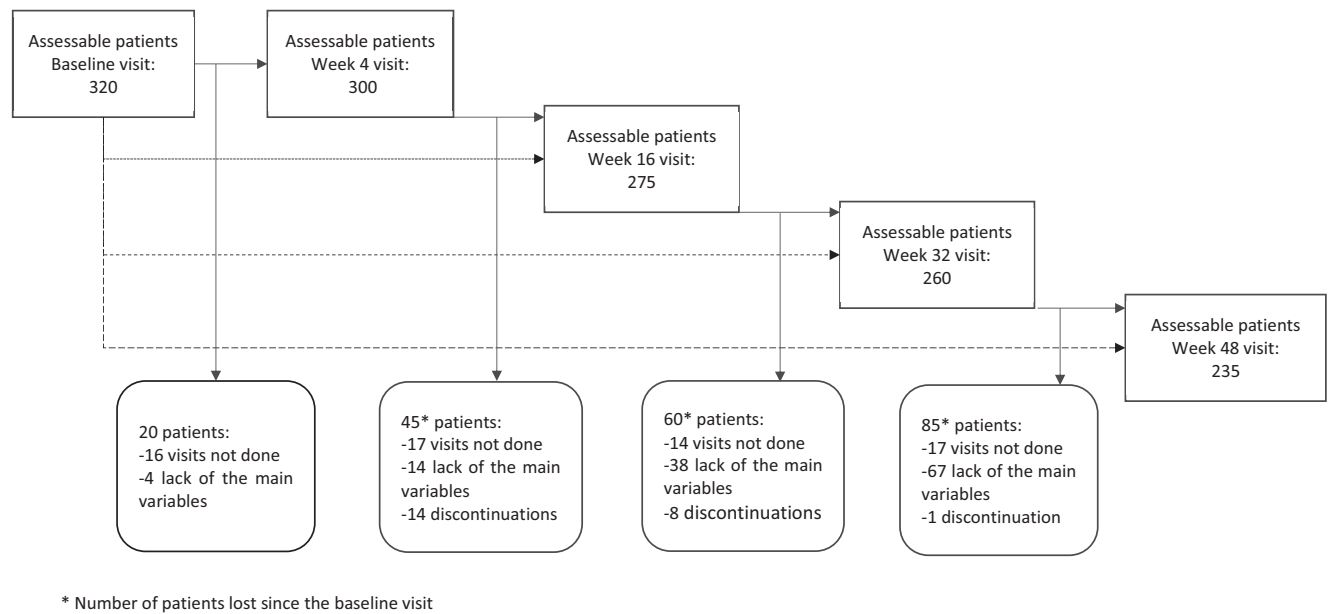 Assessable patients
Baseline visit:
320
Assessable patients
Week 4 visit:
300
Assessable patients
Week 16 visit:
275
Assessable patients
Week 32 visit:
260
Assessable patients
Week 48 visit:
235
20 patients:
-16 visits not done
-4 lack of the main
variables
45* patients:
-17 visits not done
-14 lack of the main
variables
-14 discontinuations
60* patients:
-14 visits not done
-38 lack of the main
variables
-8 discontinuations
85* patients:
-17 visits not done
-67 lack of the main
variables
-1 discontinuation
* Number of patients lost since the baseline visit